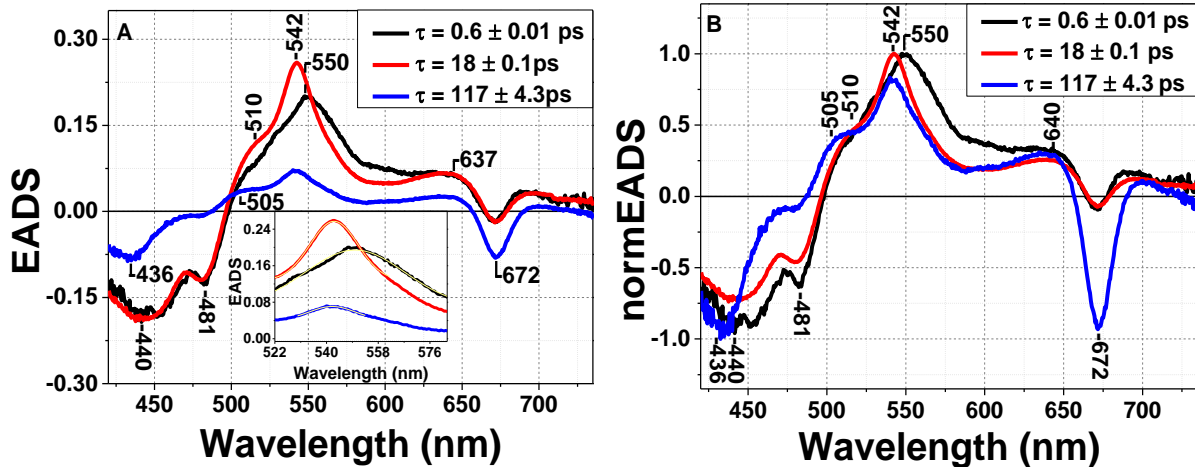 A
τ = 0.6 ± 0.01 ps
τ = 18 ± 0.1ps
τ = 117 ± 4.3ps
542
550
510
637
505
436
481
440
672
EADS
0.30
0.15
0.00
-0.15
-0.30
450 500 550 600 650 700
Wavelength (nm)
EADS
0.24
0.16
0.08
0.00
522 540 558 576
Wavelength (nm)
B
τ = 0.6 ± 0.01 ps
τ = 18 ± 0.1ps
τ = 117 ± 4.3 ps
542
550
505
510
640
481
436
440
672
normEADS
1.0
0.5
0.0
-0.5
-1.0
450 500 550 600 650 700
Wavelength (nm)